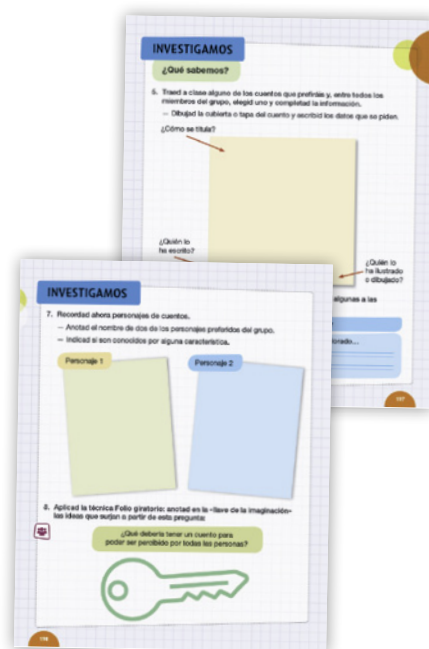 INVESTIGAMOS
¿Qué sabemos?
6. Traed a clase alguno de los cuentos que prefiráis y, entre todos los
miembros del grupo, elegid uno y completad la información.
— Dibujad la cubierta o tapa del cuento y escribid los datos que se piden.
¿Cómo se titula?
¿Quién lo
ha escrito?
¿Quién lo
ha ilustrado
o dibujado?
algunas a las
197
INVESTIGAMOS
7. Recordad ahora personajes de cuentos.
— Anotad el nombre de dos de los personajes preferidos del grupo.
— Indicad si son conocidos por alguna característica.
Personaje 1
Personaje 2
8. Aplicad la técnica Folio giratorio: anotad en la «llave de la imaginación»
las ideas que surjan a partir de esta pregunta:
¿Qué debería tener un cuento para
poder ser percibido por todas las personas?
198